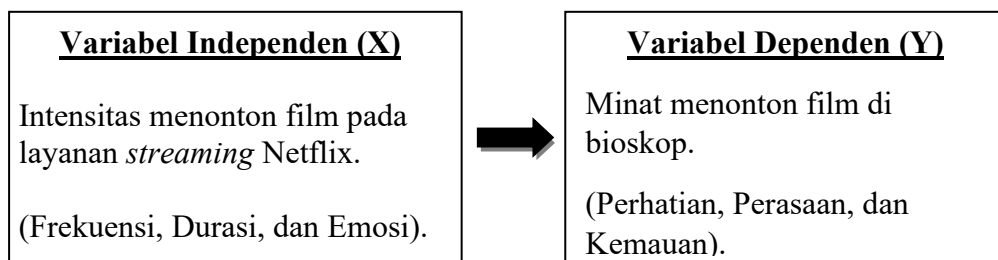 Variabel Independen (X)
Intensitas menonton film pada
layanan streaming Netflix.
(Frekuensi, Durasi, dan Emosi).
Variabel Dependen (Y)
Minat menonton film di
bioskop.
(Perhatian, Perasaan, dan
Kemauan).